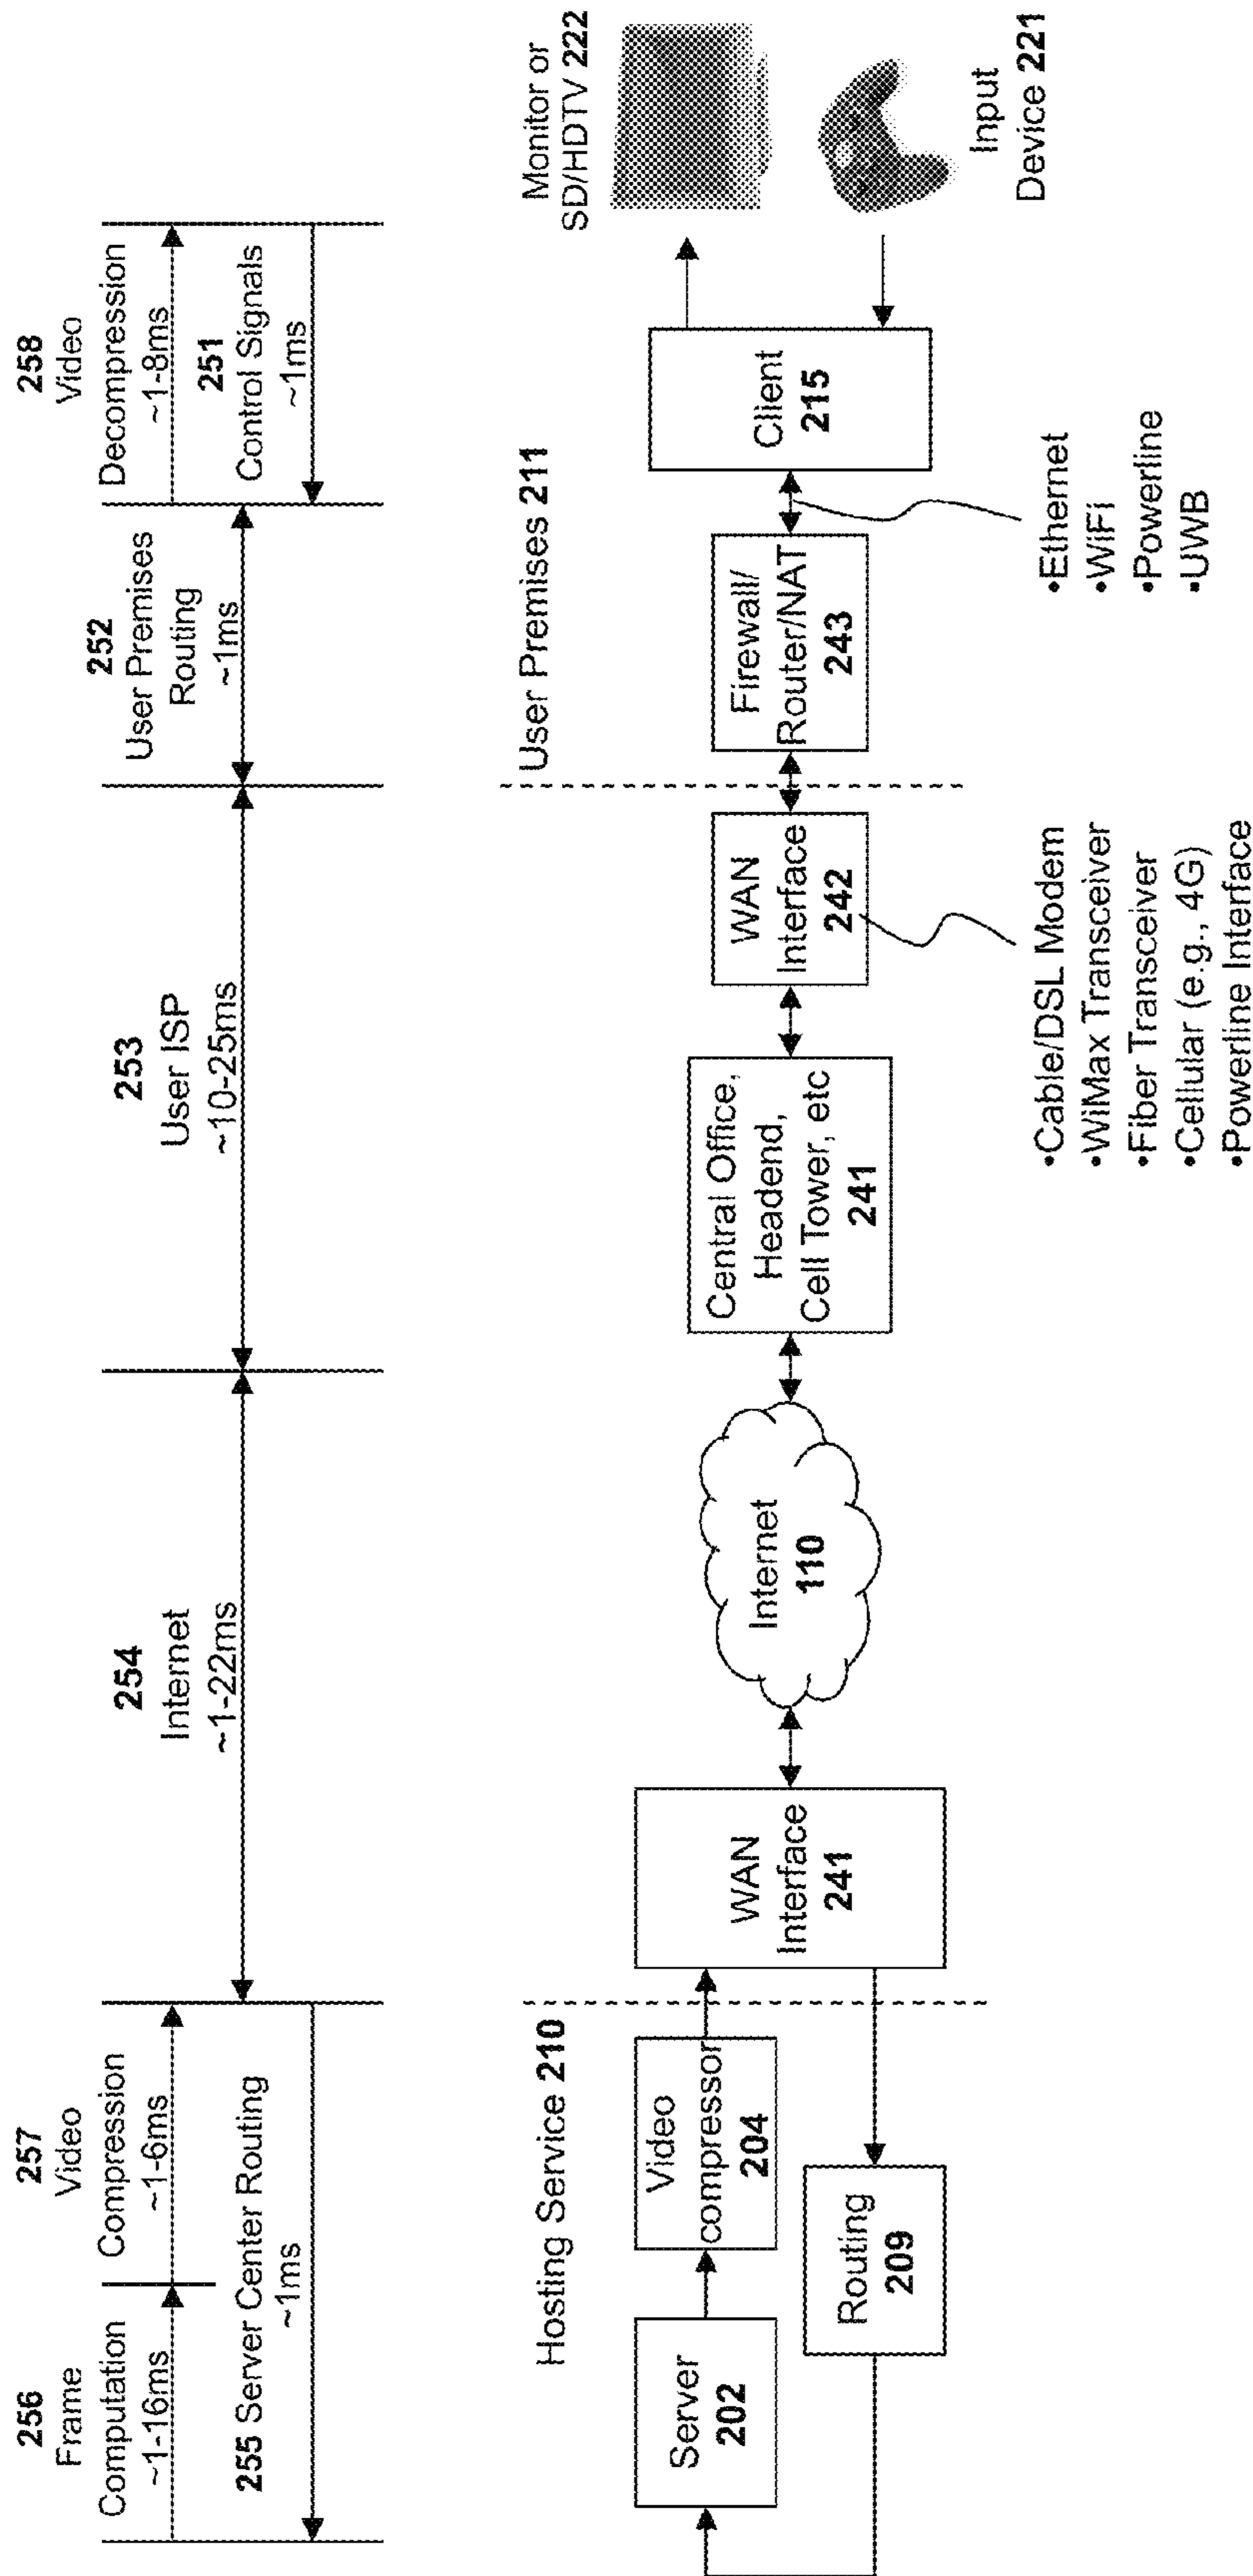 256
Frame
Computation
~1-16ms
257
Video
Compression
~1-6ms
255 Server Center Routing
~1ms
254
Internet
~1-22ms
253
User ISP
~10-25ms
252
User Premises
Routing
~1ms
258
Video
Decompression
~1-8ms
251
Control Signals
~1ms
Hosting Service 210
Server
202
Video
compressor
204
Routing
209
WAN
Interface
241
Internet
110
Central Office,
Headend,
Cell Tower, etc
241
WAN
Interface
242
•Cable/DSL Modem
•WiMax Transceiver
•Fiber Transceiver
•Cellular (e.g., 4G)
•Powerline Interface
User Premises 211
Firewall/
Router/NAT
243
Client
215
•Ethernet
•WiFi
•Powerline
•UWB
Monitor or
SD/HDTV 222
Input
Device 221